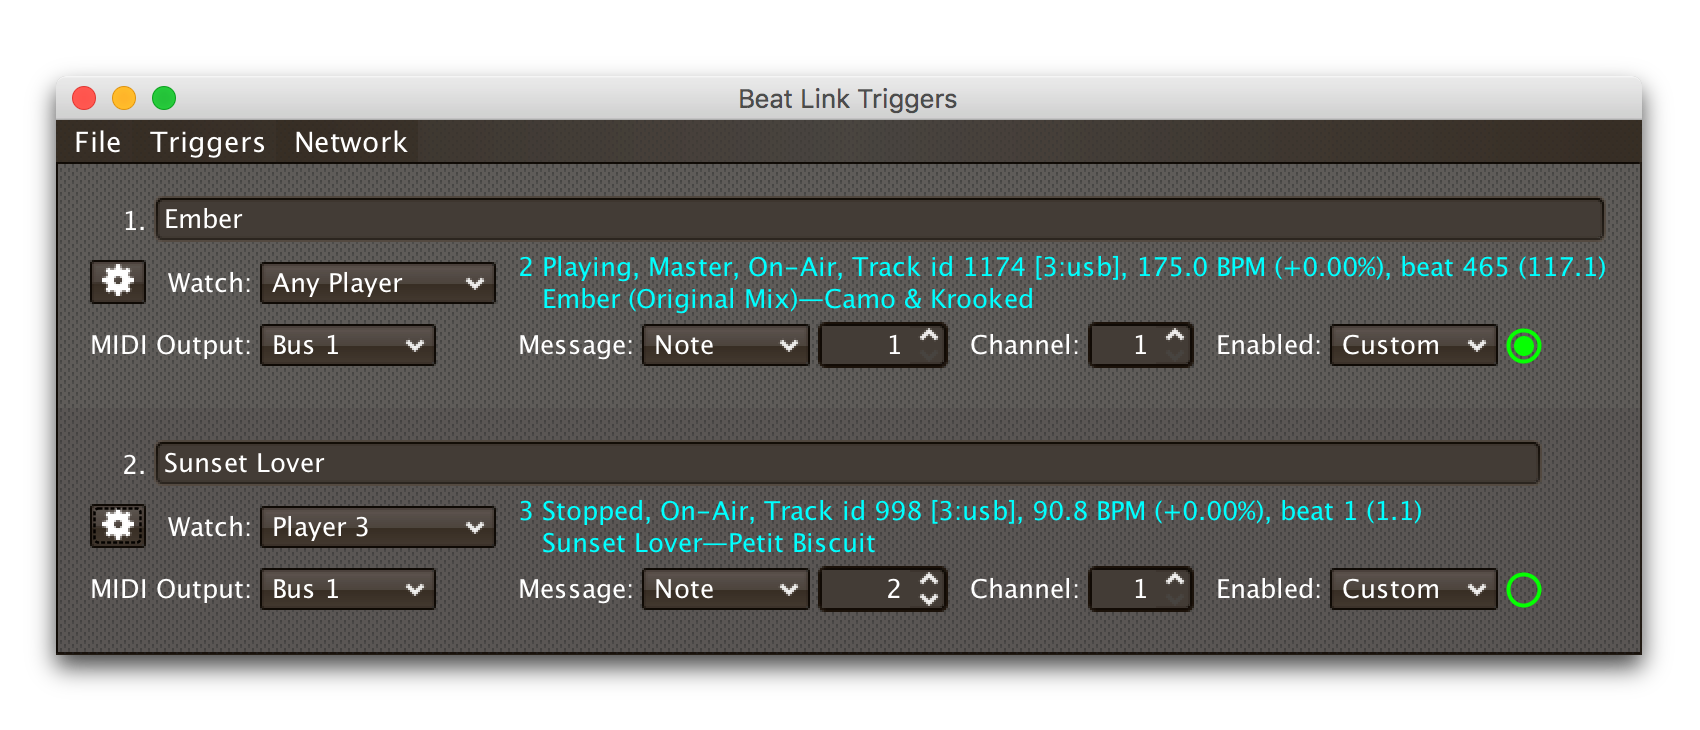 Beat Link Triggers
File Triggers Network
1. Ember
Watch: Any Player 2 Playing, Master, On-Air, Track id 1174 [3:usb], 175.0 BPM (+0.00%), beat 465 (117.1)
Ember (Original Mix)—Camo & Krooked
MIDI Output: Bus 1 Message: Note 1 Channel: 1 Enabled: Custom
2. Sunset Lover
Watch: Player 3 3 Stopped, On-Air, Track id 998 [3:usb], 90.8 BPM (+0.00%), beat 1 (1.1)
Sunset Lover—Petit Biscuit
MIDI Output: Bus 1 Message: Note 2 Channel: 1 Enabled: Custom